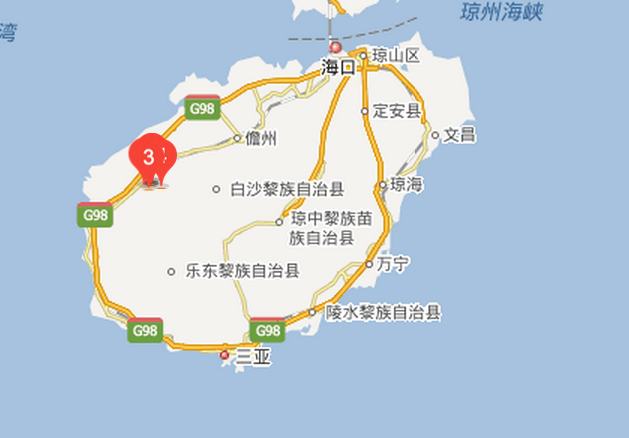 琼州海峡
湾
琼山区
海口
G98
定安县
文昌
儋州
3
白沙黎族自治县
琼海
G98
琼中黎族苗
族自治县
万宁
乐东黎族自治县
陵水黎族自治县
G98
G98
三亚